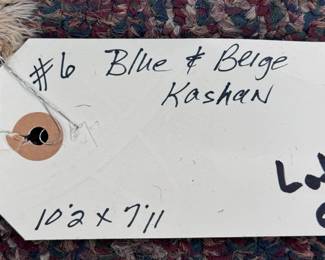 #6 Blue & Beige
Kashan
10'2 x 7'11